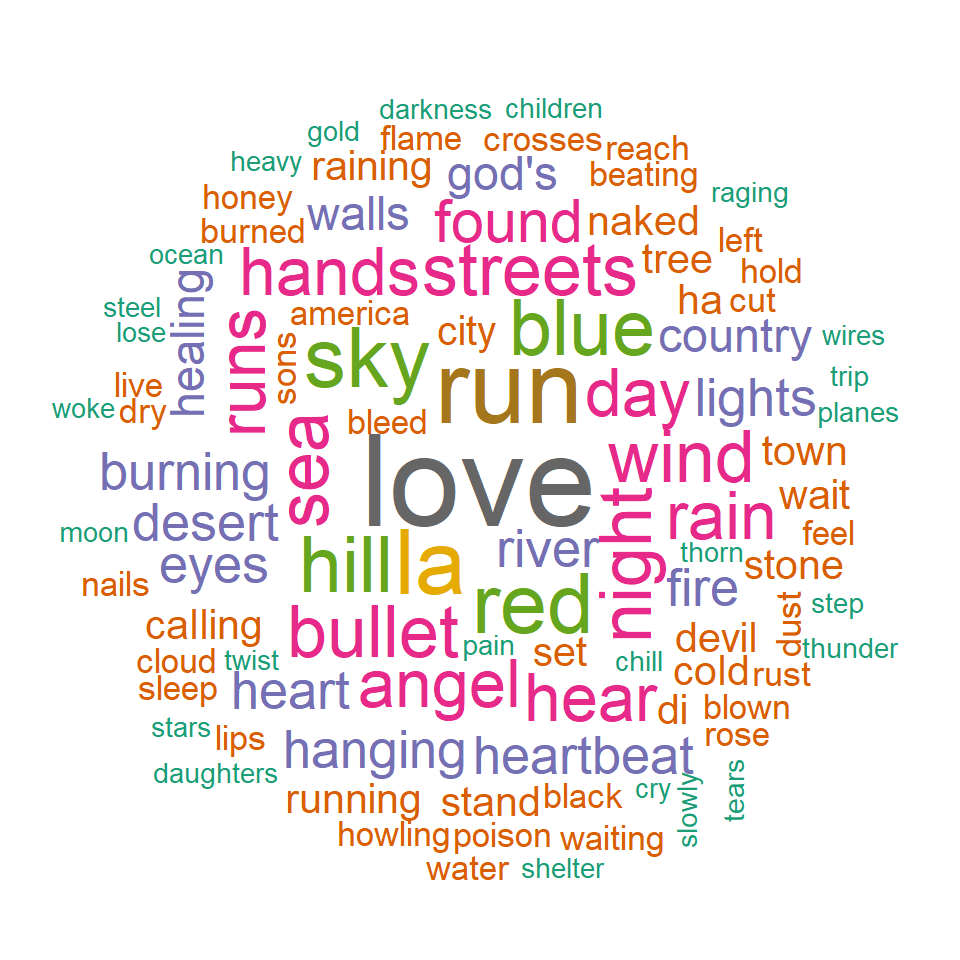 darkness children
gold flame crosses reach
heavy raining god's beating
raging
honey walls found naked
burned left
ocean hands streets tree hold
healing
steel america city blue ha cut
lose runs sons sky country wires
live run day lights trip
woke dry bleed planes
sea love wind town
burning wait
desert rain
moon hill la river night thorn feel
eyes stone
nails red fire
dust step
calling bullet pain set devil thunder
cloud twist chill cold rust
sleep heart angel hear di blown
stars lips rose
daughters hanging heartbeat
running stand black cry slowly tears
howling poison waiting
water shelter